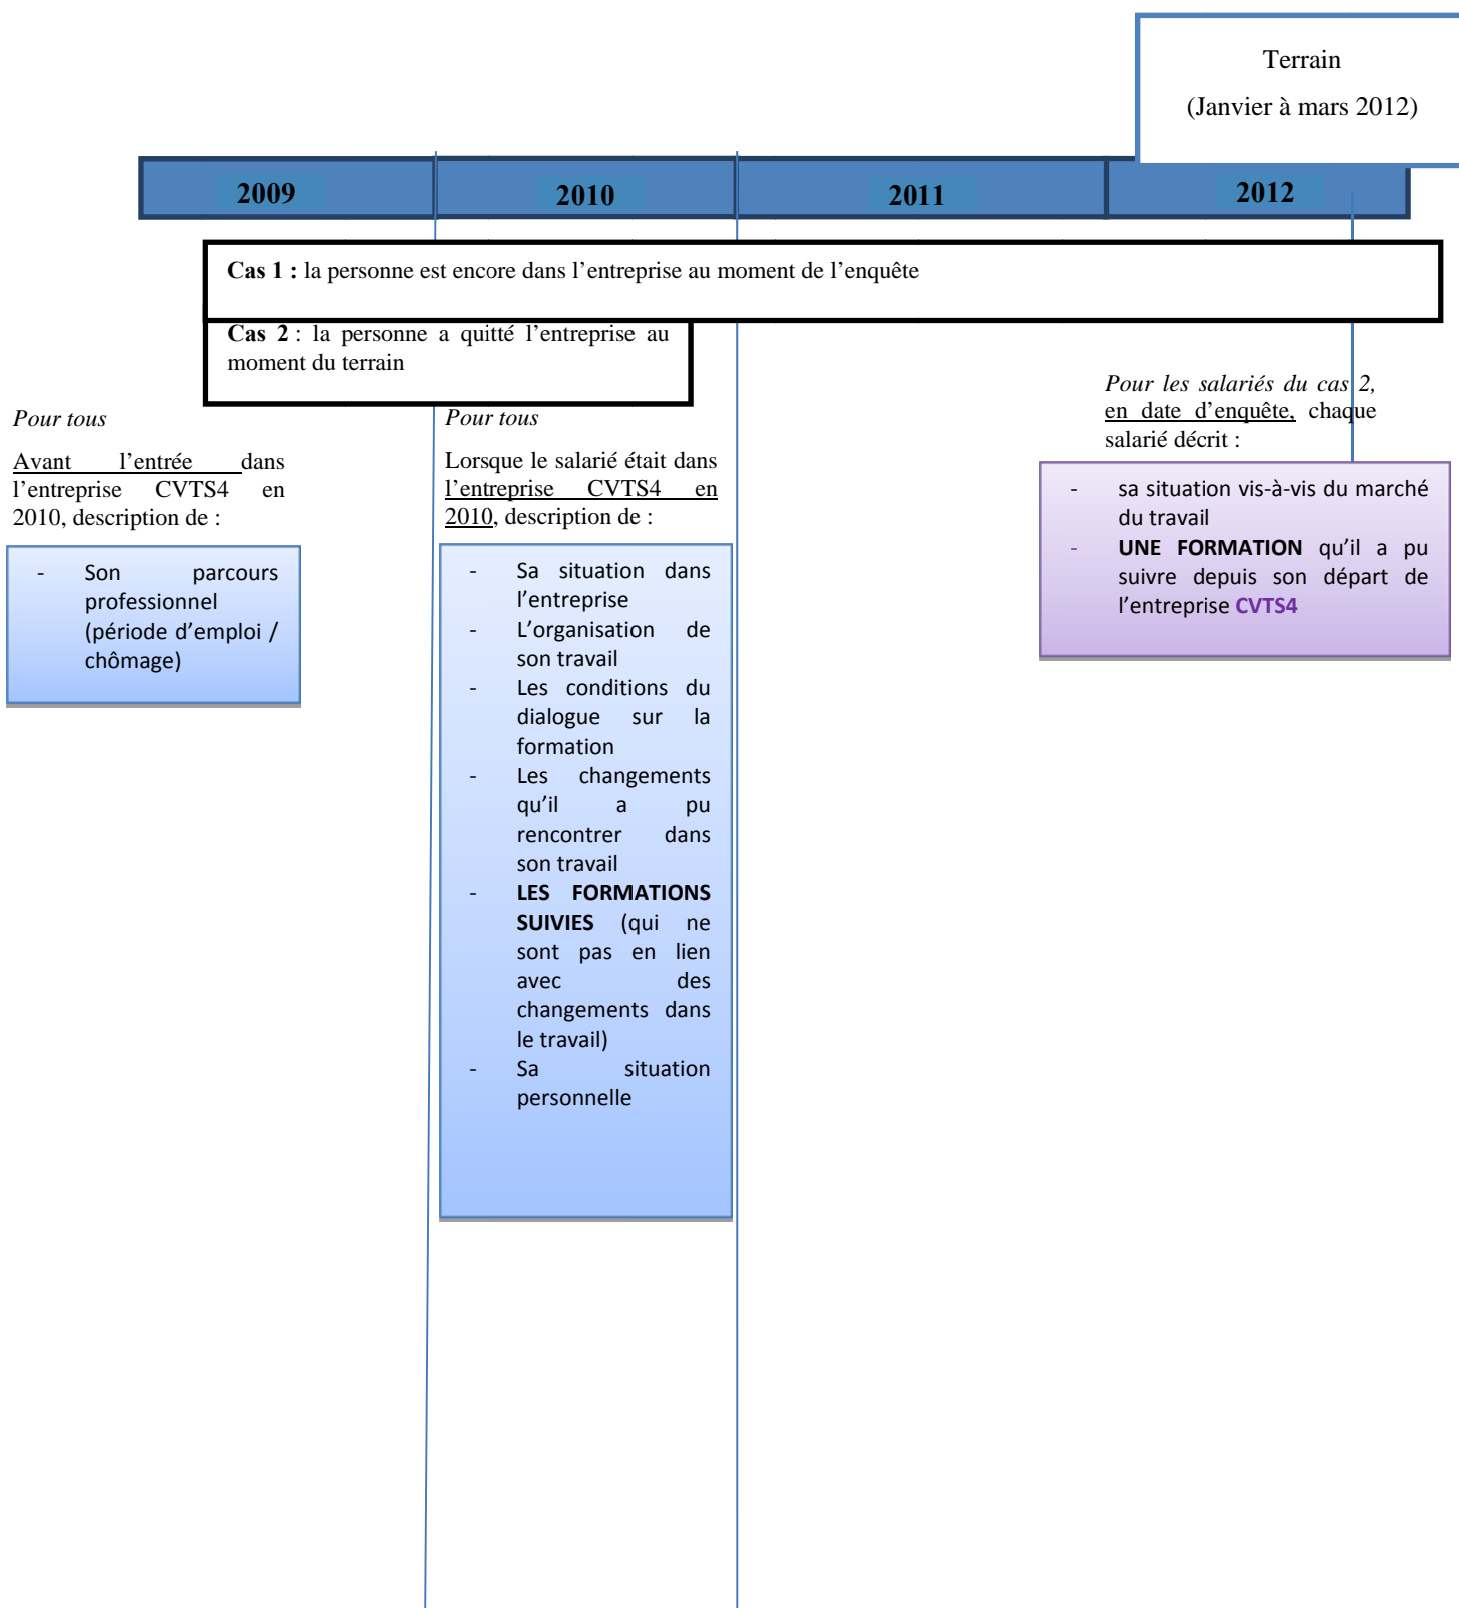 Terrain
(Janvier à mars 2012)
2009
2010
2011
2012
Cas 1 : la personne est encore dans l’entreprise au moment de l’enquête
Cas 2 : la personne a quitté l’entreprise au
moment du terrain
Pour tous
Avant l’entrée dans
l’entreprise CVTS4 en
2010, description de :
- Son parcours
professionnel
(période d’emploi /
chômage)
Pour tous
Lorsque le salarié était dans
l’entreprise CVTS4 en
2010, description de :
- Sa situation dans
l’entreprise
- L’organisation de
son travail
- Les conditions du
dialogue sur la
formation
- Les changements
qu’il a pu
rencontrer dans
son travail
- LES FORMATIONS
SUIVIES (qui ne
sont pas en lien
avec des
changements dans
le travail)
- Sa situation
personnelle
Pour les salariés du cas 2,
en date d’enquête, chaque
salarié décrit :
- sa situation vis-à-vis du marché
du travail
- UNE FORMATION qu’il a pu
suivre depuis son départ de
l’entreprise CVTS4